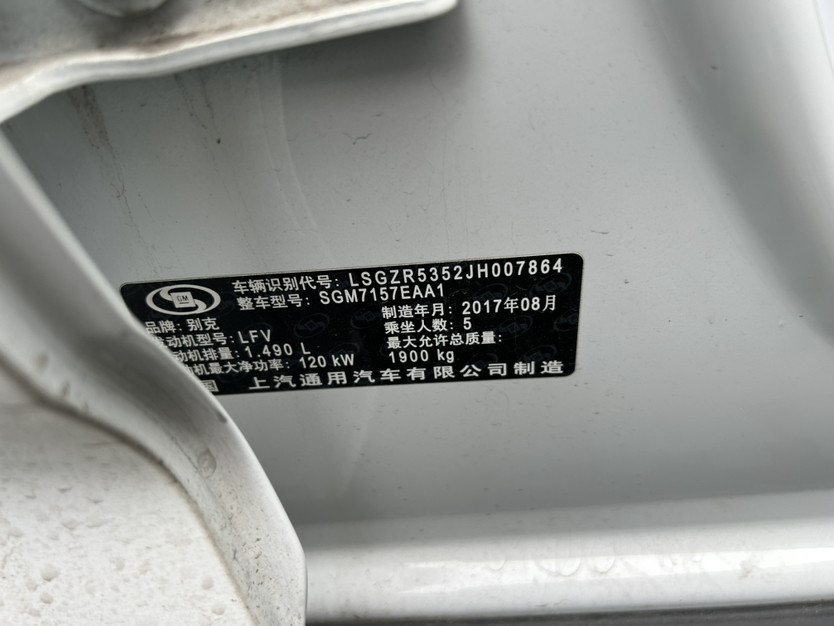 GM
车辆识别代号: LSGZR5352JH007864
整车型号: SGM7157EAA1
品牌: 别克
制造年月: 2017年08月
动机型号: LFV
乘坐人数: 5
动机排量: 1.490 L
最大允许总质量:
机最大净功率: 120 kW
1900 kg
国 上汽通用汽车有限公司制造